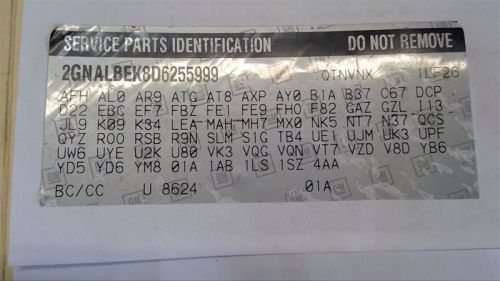 SERVICE PARTS IDENTIFICATION DO NOT REMOVE
2GNALBEK8D6255999 QTNVNX 1LF26
AFH AL0 AR9 ATG AT8 AXP AY0 B1A B37 C67 DCP
D22 EBC EF7 FBZ FE1 FE9 FHO F82 GAZ GZL I13
JL9 K09 K34 LEA MAH MH7 MX0 NK5 NT7 N37 QCS
QYZ ROO RSB R9N SLM S1G TB4 UE1 UJM UK3 UPF
UW6 UYE U2K U80 VK3 VQG VQN VT7 VZD V8D YB6
YD5 YD6 YM8 01A 1AB 1LS 1SZ 4AA
BC/CC U 8624 01A